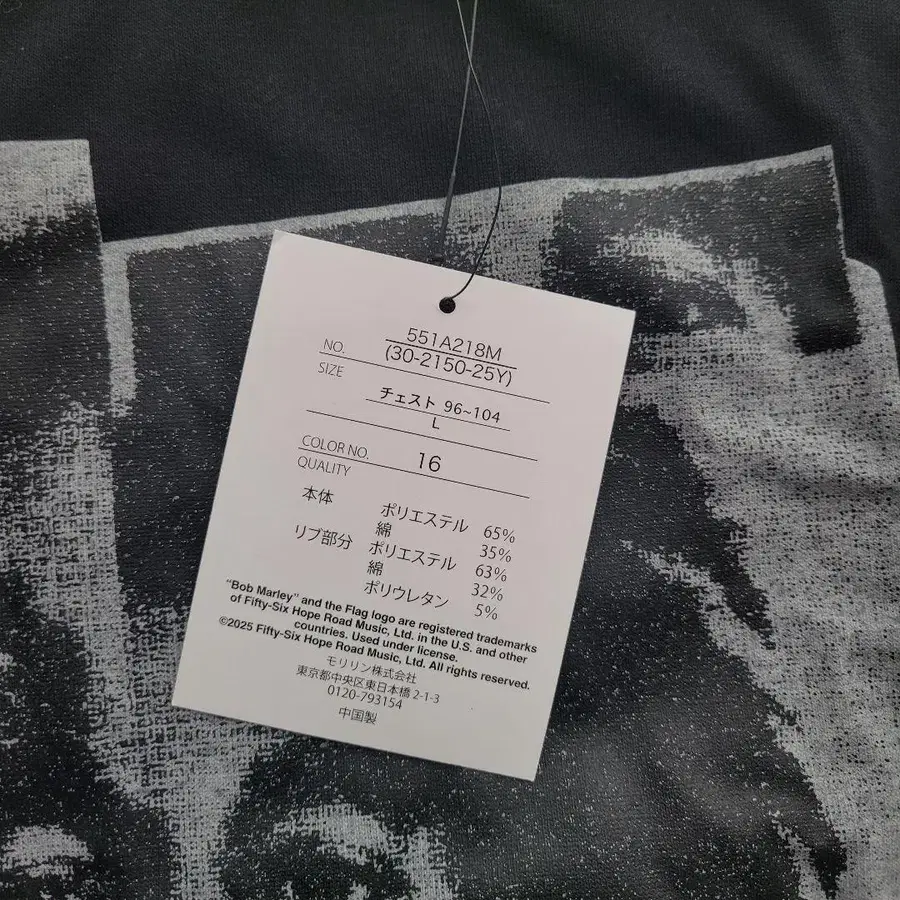 NO. 551A218M
(30-2150-25Y)
SIZE
チェスト 96~104
L
COLOR NO. 16
QUALITY
本体 ポリエステル 65%
綿 35%
リブ部分 ポリエステル 63%
綿 32%
ポリウレタン 5%
"Bob Marley" and the Flag logo are registered trademarks
of Fifty-Six Hope Road Music, Ltd. in the U.S. and other
countries. Used under license.
©2025 Fifty-Six Hope Road Music, Ltd. All rights reserved.
モリリン株式会社
東京都中央区東日本橋 2-1-3
0120-793154
中国製